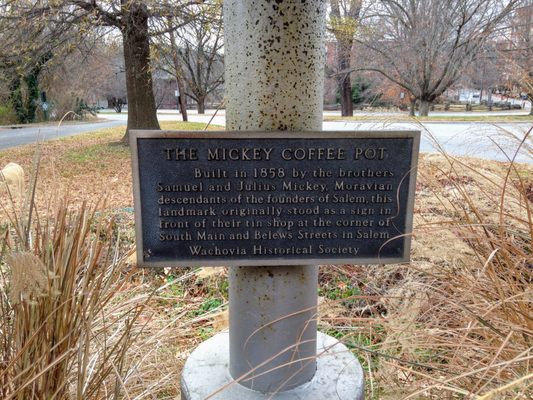 THE MICKEY COFFEE POT
Built in 1858 by the brothers
Samuel and Julius Mickey, Moravian
descendants of the founders of Salem, this
landmark originally stood as a sign in
front of their tin shop at the corner of
South Main and Belews Streets in Salem
Wachovia Historical Society